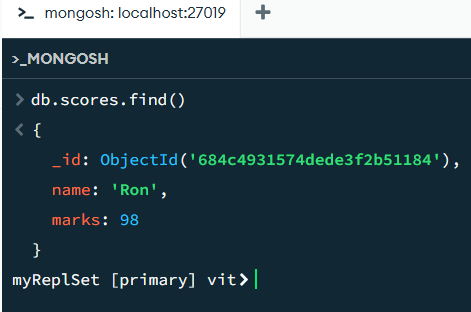 >_ mongosh: localhost:27019 +
>_MONGOSH
> db.scores.find()
< {
_id: ObjectId('684c4931574dede3f2b51184'),
name: 'Ron',
marks: 98
}
myReplSet [primary] vit>